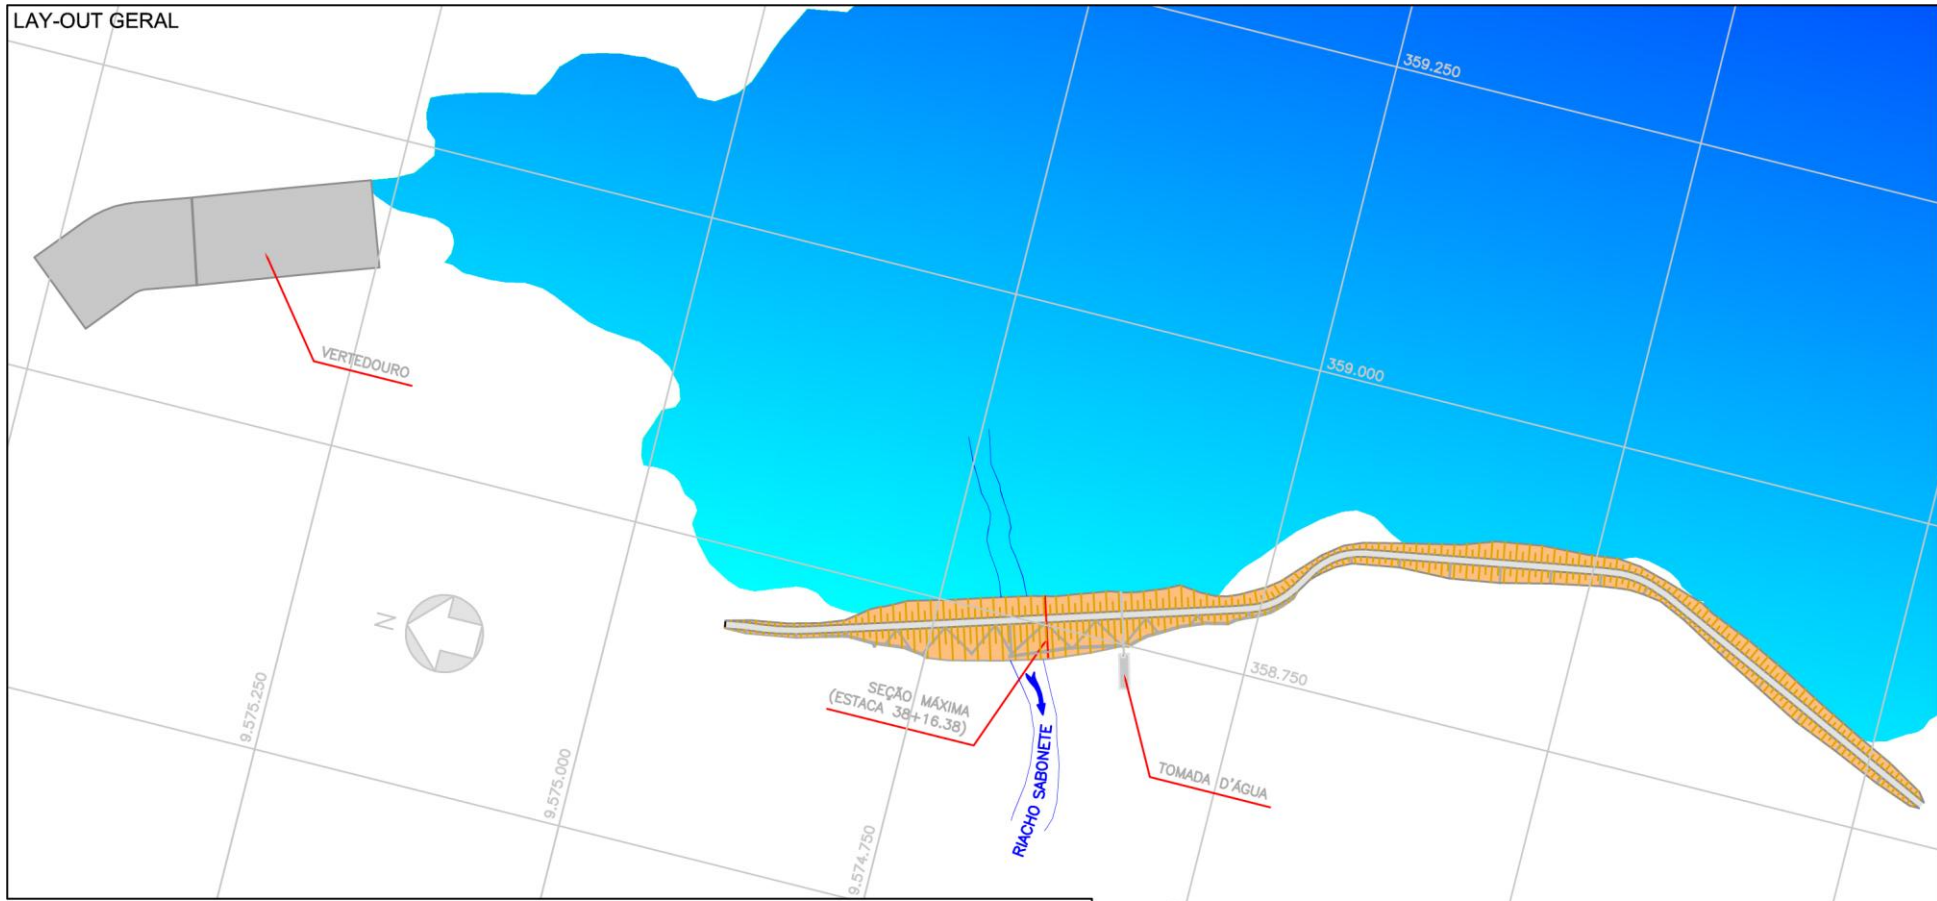 LAY-OUT GERAL
359.250
VERTEDOURO
359.000
N
9.575.250
9.575.000
9.574.750
SEÇÃO MÁXIMA
(ESTACA 38+16.38)
358.750
RIACHO SABONETE
TOMADA D'ÁGUA